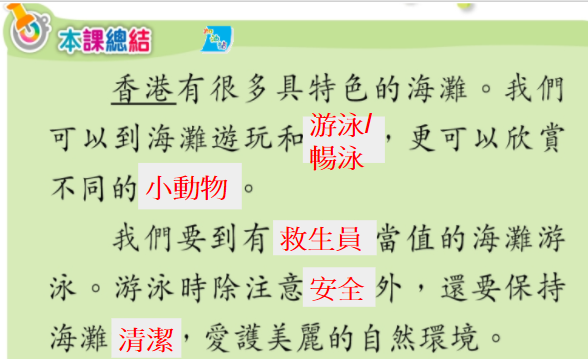 本課總結
香港有很多具特色的海灘。我們
可以到海灘遊玩和游泳/暢泳，更可以欣賞
不同的小動物。
我們要到有救生員當值的海灘游
泳。游泳時除注意安全外，還要保持
海灘清潔，愛護美麗的自然環境。